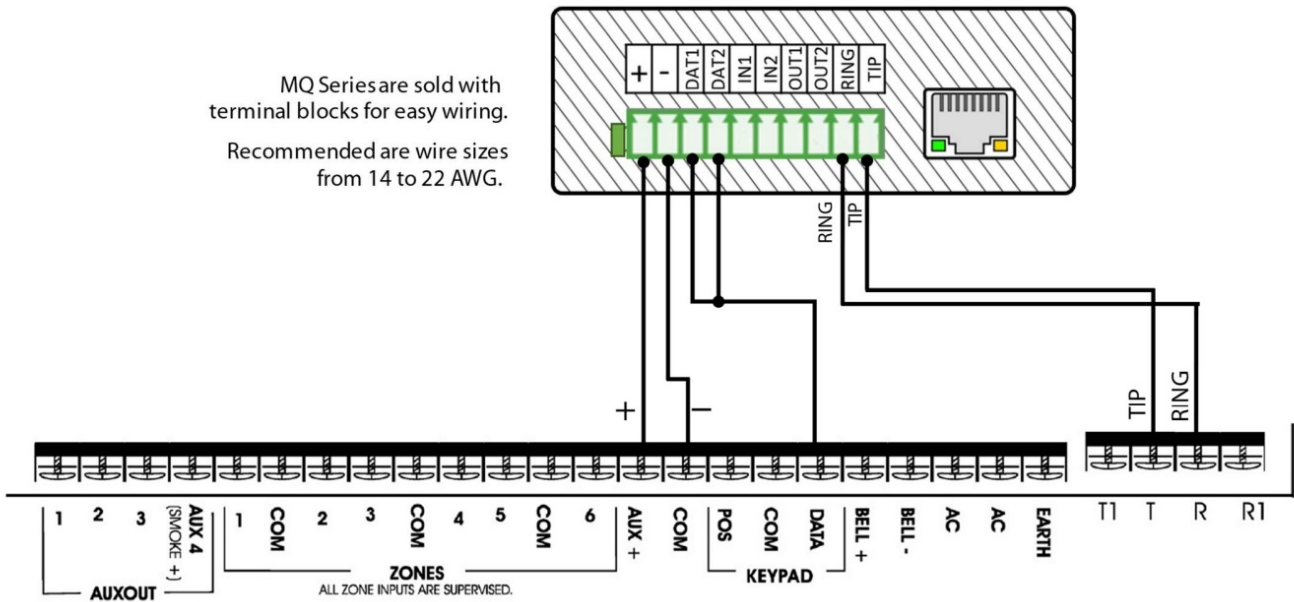 MQ Series are sold with
terminal blocks for easy wiring.
Recommended are wire sizes
from 14 to 22 AWG.
+ - DAT1 DAT2 IN1 IN2 OUT1 OUT2 RING TIP
RING TIP
+ -
TIP RING
1 2 3 AUX 4 (SMOKE +) 1 COM 2 3 COM 4 5 COM 6 AUX + COM POS COM DATA BELL + BELL - AC AC EARTH T1 T R R1
AUXOUT
ZONES
ALL ZONE INPUTS ARE SUPERVISED.
KEYPAD